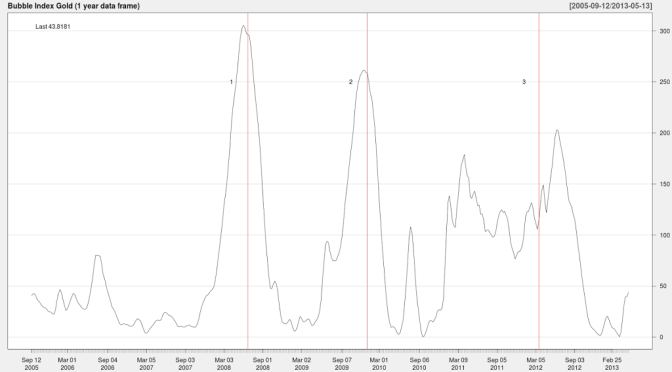 Bubble Index Gold (1 year data frame) [2005-09-12/2013-05-13]
Last 43.8181
300
1 2 3
250
200
150
100
50
0
Sep 12 Mar 01 Sep 04 Mar 05 Sep 03 Mar 03 Sep 01 Mar 02 Sep 07 Mar 01 Sep 06 Mar 01 Sep 05 Mar 05 Sep 03 Feb 25
2005 2006 2006 2007 2007 2008 2008 2009 2009 2010 2010 2011 2011 2012 2012 2013